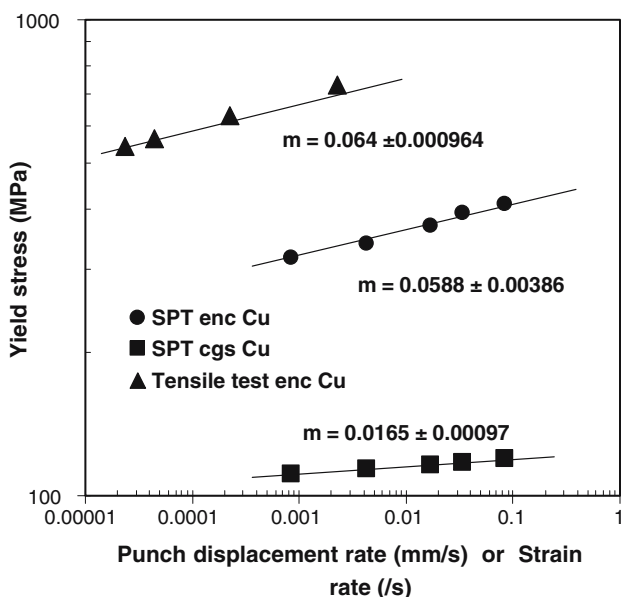 1000
m = 0.064 ±0.000964
Yield stress (MPa)
m = 0.0588 ± 0.00386
SPT enc Cu
SPT cgs Cu
Tensile test enc Cu
m = 0.0165 ± 0.00097
100
0.00001 0.0001 0.001 0.01 0.1 1
Punch displacement rate (mm/s) or Strain
rate (/s)